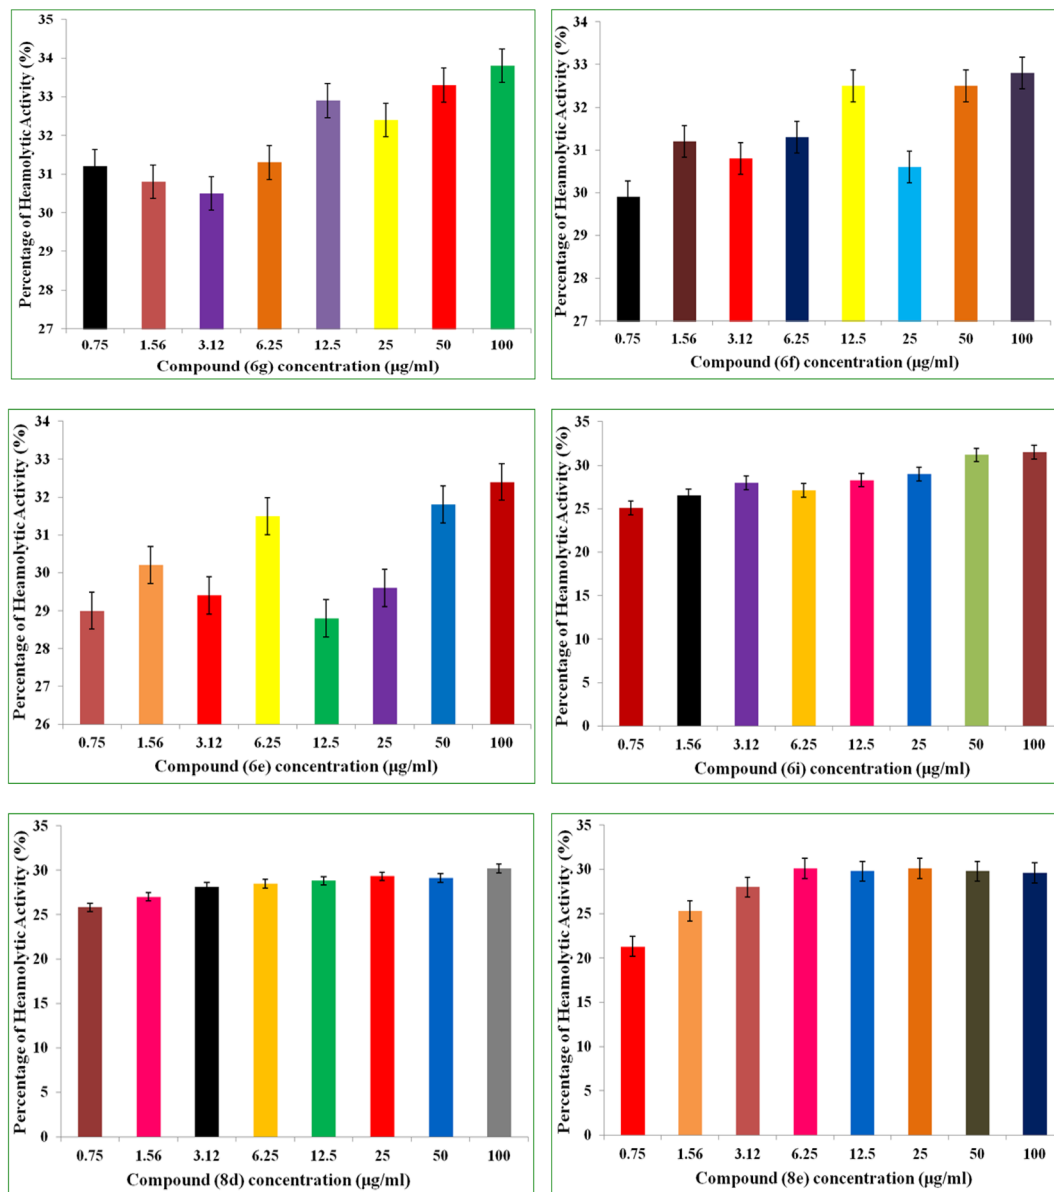 Percentage of Heamolytic Activity (%)
35
34
33
32
31
30
29
28
27
0.75 1.56 3.12 6.25 12.5 25 50 100
Compound (6g) concentration (µg/ml)
Percentage of Heamolytic Activity (%)
34
33
32
31
30
29
28
27
0.75 1.56 3.12 6.25 12.5 25 50 100
Compound (6f) concentration (µg/ml)
Percentage of Heamolytic Activity (%)
34
33
32
31
30
29
28
27
26
0.75 1.56 3.12 6.25 12.5 25 50 100
Compound (6e) concentration (µg/ml)
Percentage of Heamolytic Activity (%)
35
30
25
20
15
10
5
0
0.75 1.56 3.12 6.25 12.5 25 50 100
Compound (6i) concentration (µg/ml)
Percentage of Heamolytic Activity (%)
35
30
25
20
15
10
5
0
0.75 1.56 3.12 6.25 12.5 25 50 100
Compound (8d) concentration (µg/ml)
Percentage of Heamolytic Activity (%)
35
30
25
20
15
10
5
0
0.75 1.56 3.12 6.25 12.5 25 50 100
Compound (8e) concentration (µg/ml)